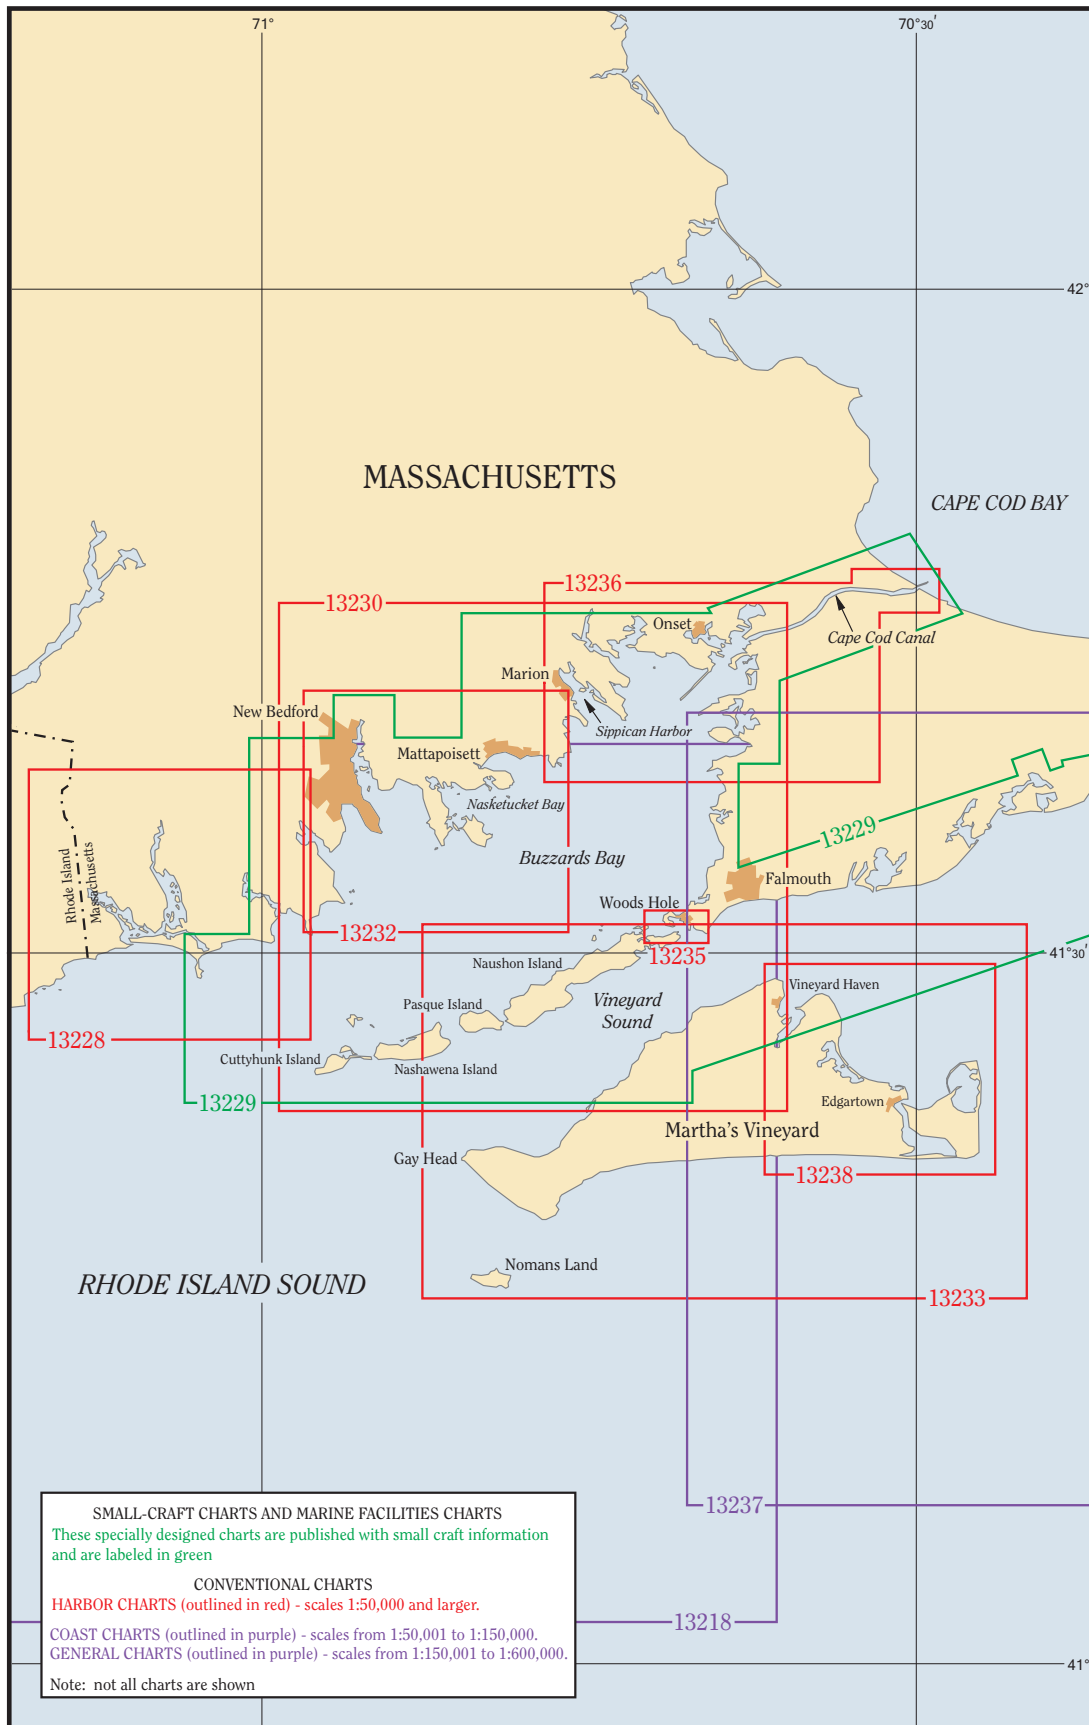 71°
70°30′
42°
MASSACHUSETTS
CAPE COD BAY
13236
13230
Onset
Cape Cod Canal
Marion
New Bedford
Sippican Harbor
Mattapoisett
Nasketucket Bay
13229
Rhode Island
Massachusetts
Buzzards Bay
Falmouth
Woods Hole
13232
13235
41°30′
Naushon Island
Vineyard Haven
Vineyard
Sound
Pasque Island
13228
Cuttyhunk Island
Nashawena Island
13229
Edgartown
Martha's Vineyard
Gay Head
13238
Nomans Land
RHODE ISLAND SOUND
13233
13237
SMALL-CRAFT CHARTS AND MARINE FACILITIES CHARTS
These specially designed charts are published with small craft information
and are labeled in green
CONVENTIONAL CHARTS
HARBOR CHARTS (outlined in red) - scales 1:50,000 and larger.
COAST CHARTS (outlined in purple) - scales from 1:50,001 to 1:150,000.
GENERAL CHARTS (outlined in purple) - scales from 1:150,001 to 1:600,000.
Note: not all charts are shown
13218
41°